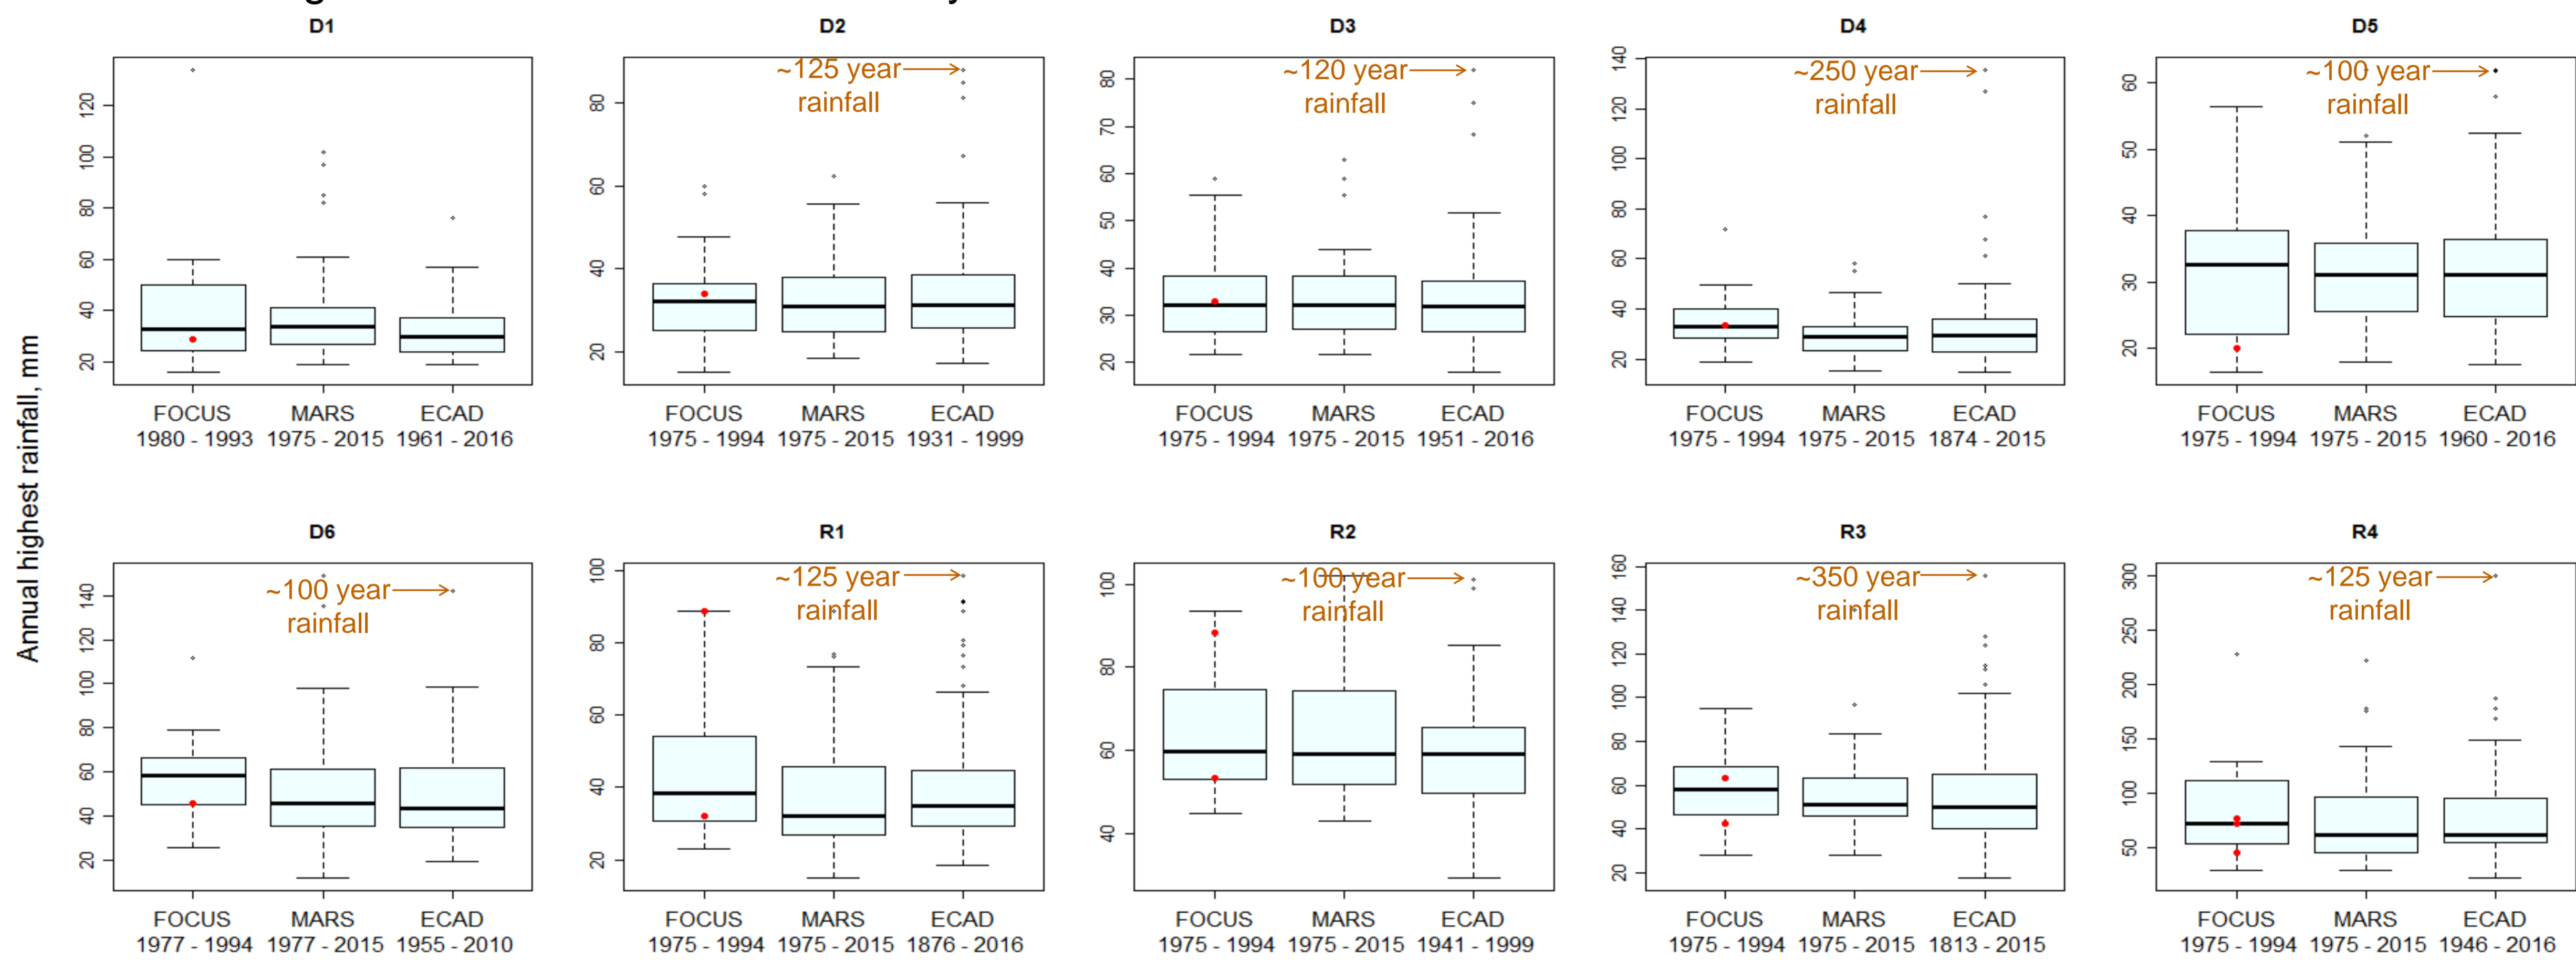 D1 D2 D3 D4 D5
~125 year ~120 year ~250 year ~100 year
rainfall rainfall rainfall rainfall
120 100 80 60 40 20
80 60 40 20
80 70 60 50 40 30 20
140 120 100 80 60 40 20
60 50 40 30 20
FOCUS MARS ECAD FOCUS MARS ECAD FOCUS MARS ECAD FOCUS MARS ECAD FOCUS MARS ECAD
1980 - 1993 1975 - 2015 1961 - 2016 1975 - 1994 1975 - 2015 1931 - 1999 1975 - 1994 1975 - 2015 1951 - 2016 1975 - 1994 1975 - 2015 1874 - 2015 1975 - 1994 1975 - 2015 1960 - 2016
Annual highest rainfall, mm
D6 R1 R2 R3 R4
~100 year ~125 year ~100 year ~350 year ~125 year
rainfall rainfall rainfall rainfall rainfall
140 120 100 80 60 40 20
100 80 60 40 20
100 80 60 40
160 140 120 100 80 60 40 20
300 250 200 150 100 50
FOCUS MARS ECAD FOCUS MARS ECAD FOCUS MARS ECAD FOCUS MARS ECAD FOCUS MARS ECAD
1977 - 1994 1977 - 2015 1955 - 2010 1975 - 1994 1975 - 2015 1876 - 2016 1975 - 1994 1975 - 2015 1941 - 1999 1975 - 1994 1975 - 2015 1813 - 2015 1975 - 1994 1975 - 2015 1946 - 2016